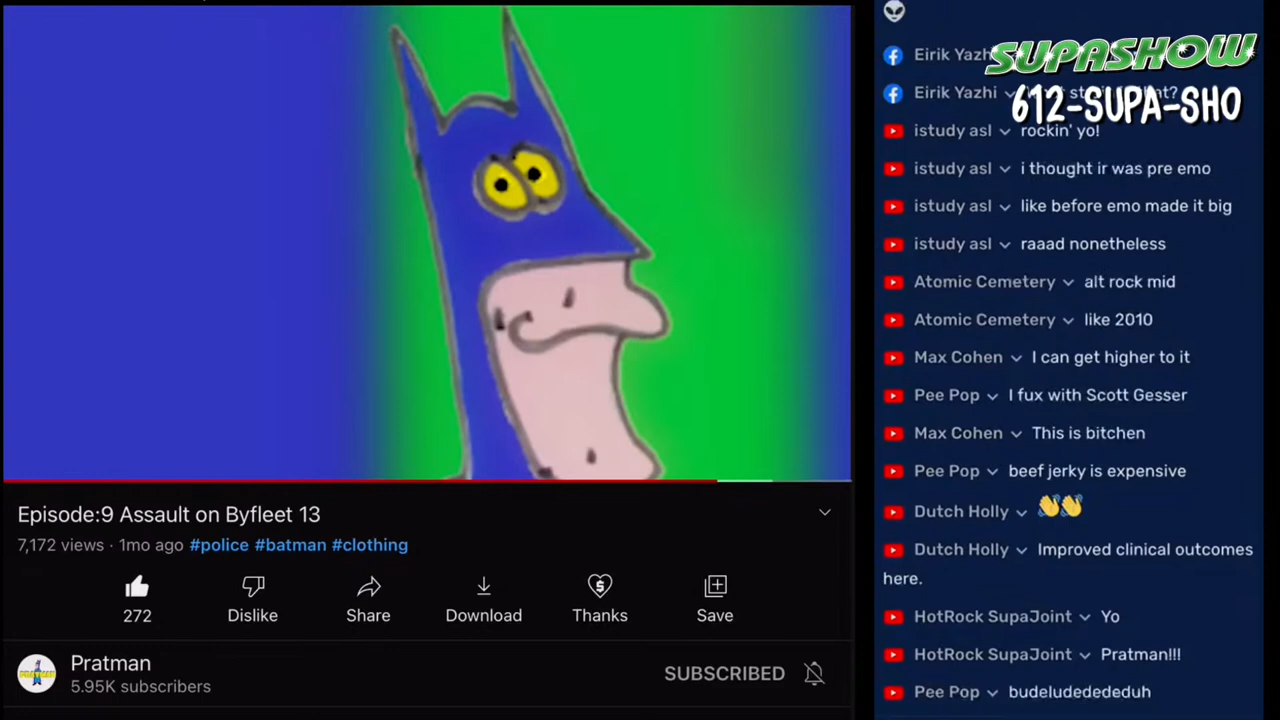 Episode:9 Assault on Byfleet 13
7,172 views · 1mo ago #police #batman #clothing
272
Dislike
Share
Download
Thanks
Save
PRATMAN
Pratman
5.95K subscribers
SUBSCRIBED
SUPASHOW
612-SUPA-SHO
Eirik Yazhi
Eirik Yazhi
istudy asl rockin' yo!
istudy asl i thought ir was pre emo
istudy asl like before emo made it big
istudy asl raaad nonetheless
Atomic Cemetery alt rock mid
Atomic Cemetery like 2010
Max Cohen I can get higher to it
Pee Pop I fux with Scott Gesser
Max Cohen This is bitchen
Pee Pop beef jerky is expensive
Dutch Holly 👋👋
Dutch Holly Improved clinical outcomes
here.
HotRock SupaJoint Yo
HotRock SupaJoint Pratman!!!
Pee Pop budeludedededuh